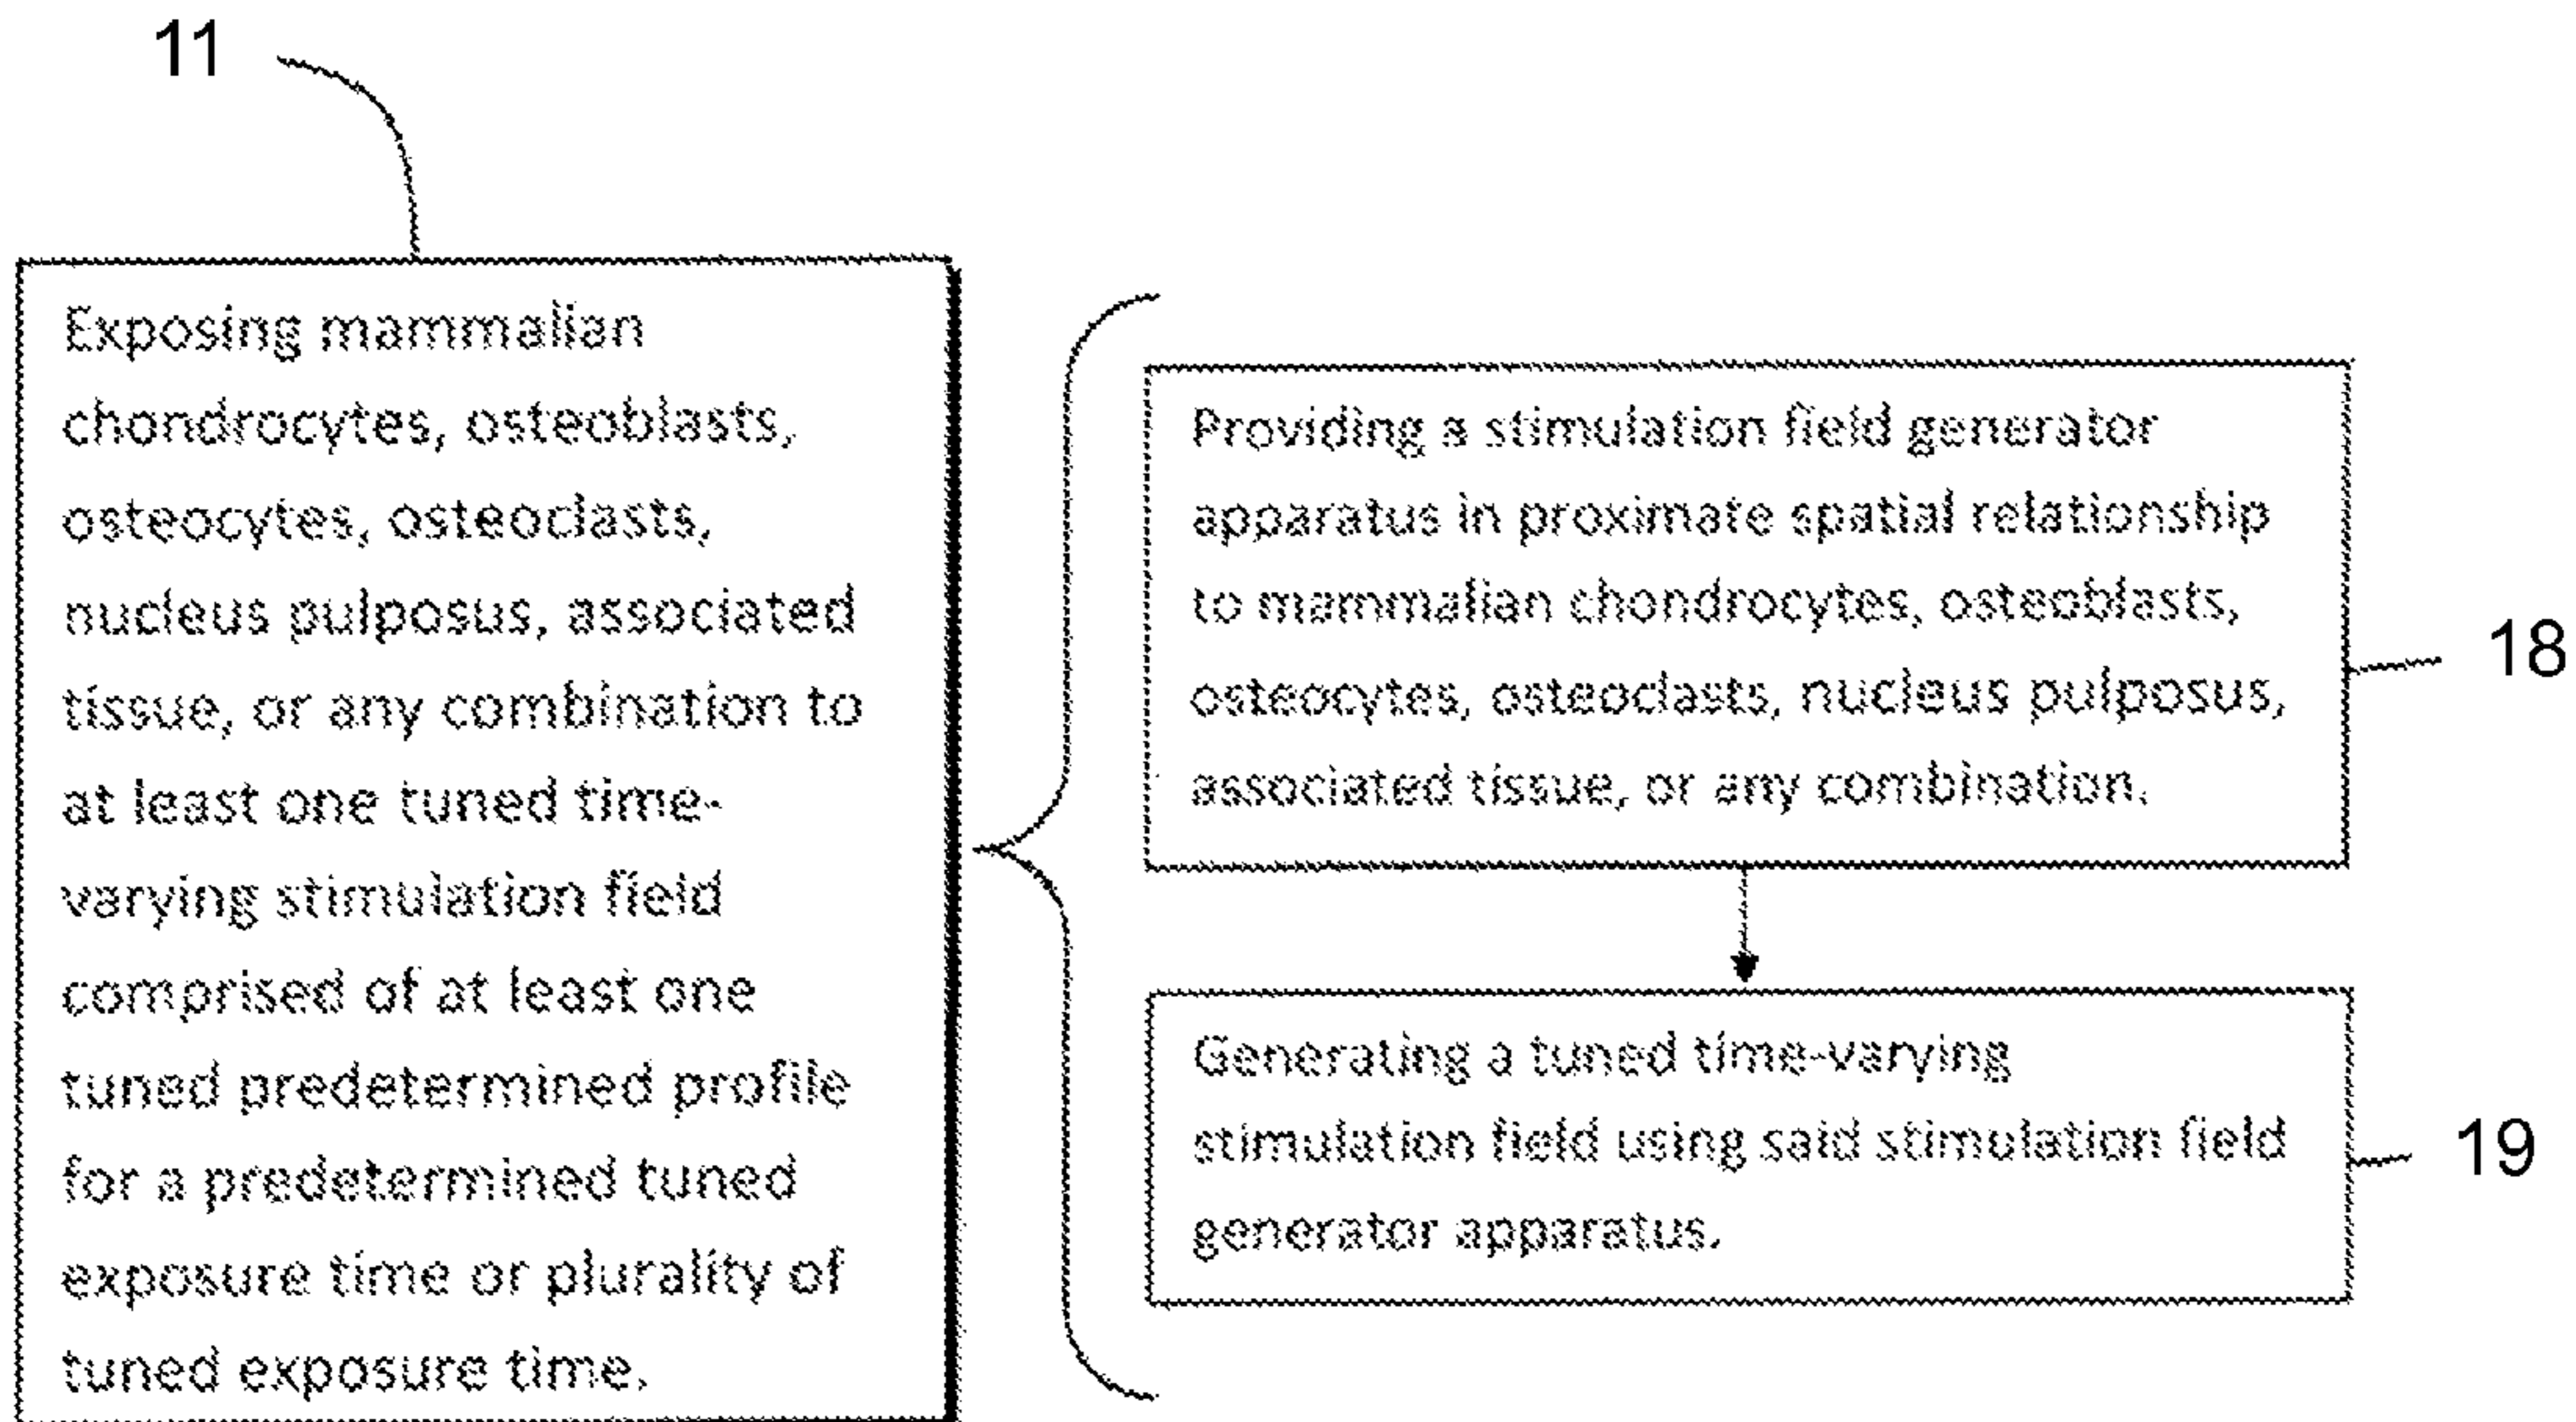 11
Exposing mammalian
chondrocytes, osteoblasts,
osteocytes, osteoclasts,
nucleus pulposus, associated
tissue, or any combination to
at least one tuned time-
varying stimulation field
comprised of at least one
tuned predetermined profile
for a predetermined tuned
exposure time or plurality of
tuned exposure time.
Providing a stimulation field generator
apparatus in proximate spatial relationship
to mammalian chondrocytes, osteoblasts,
osteocytes, osteoclasts, nucleus pulposus,
associated tissue, or any combination.
18
Generating a tuned time-varying
stimulation field using said stimulation field
generator apparatus.
19